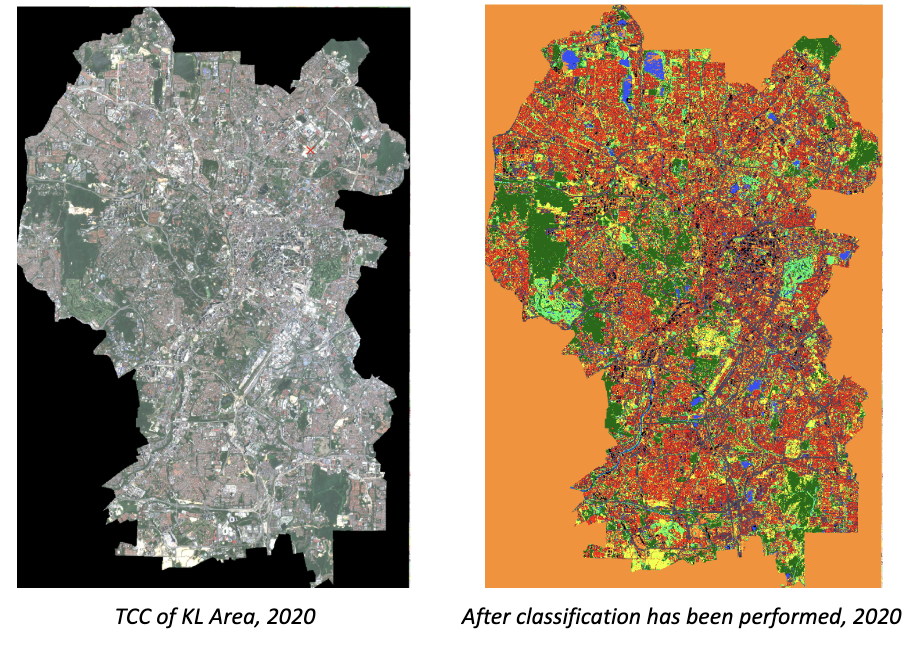 TCC of KL Area, 2020
After classification has been performed, 2020